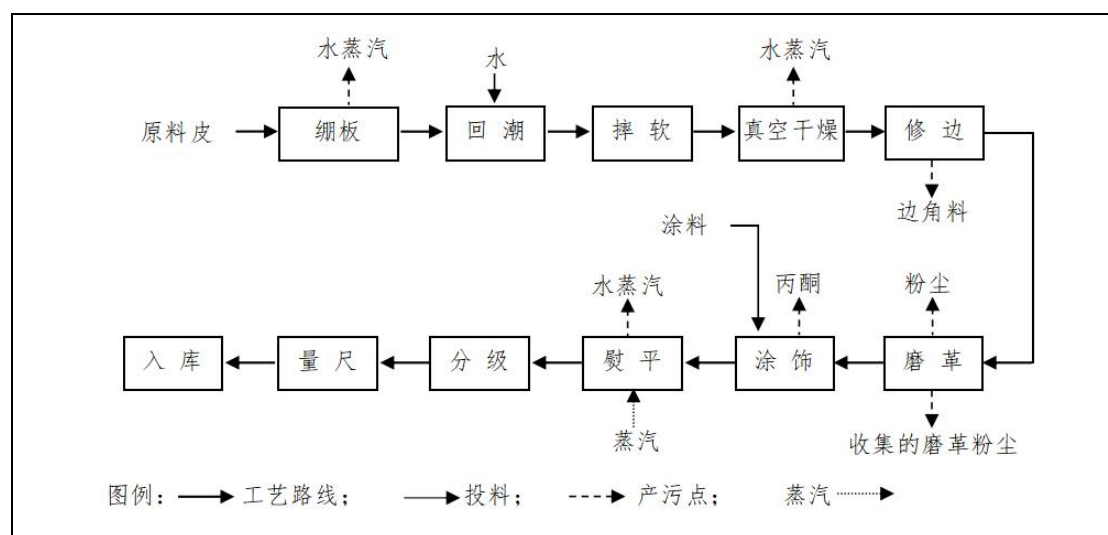 水蒸汽 水 水蒸汽
原料皮 绷板 回潮 摔软 真空干燥 修边
边角料
涂料
水蒸汽 丙酮 粉尘
入库 量尺 分级 熨平 涂饰 磨革
蒸汽 收集的磨革粉尘
图例： 工艺路线； 投料； 产污点； 蒸汽